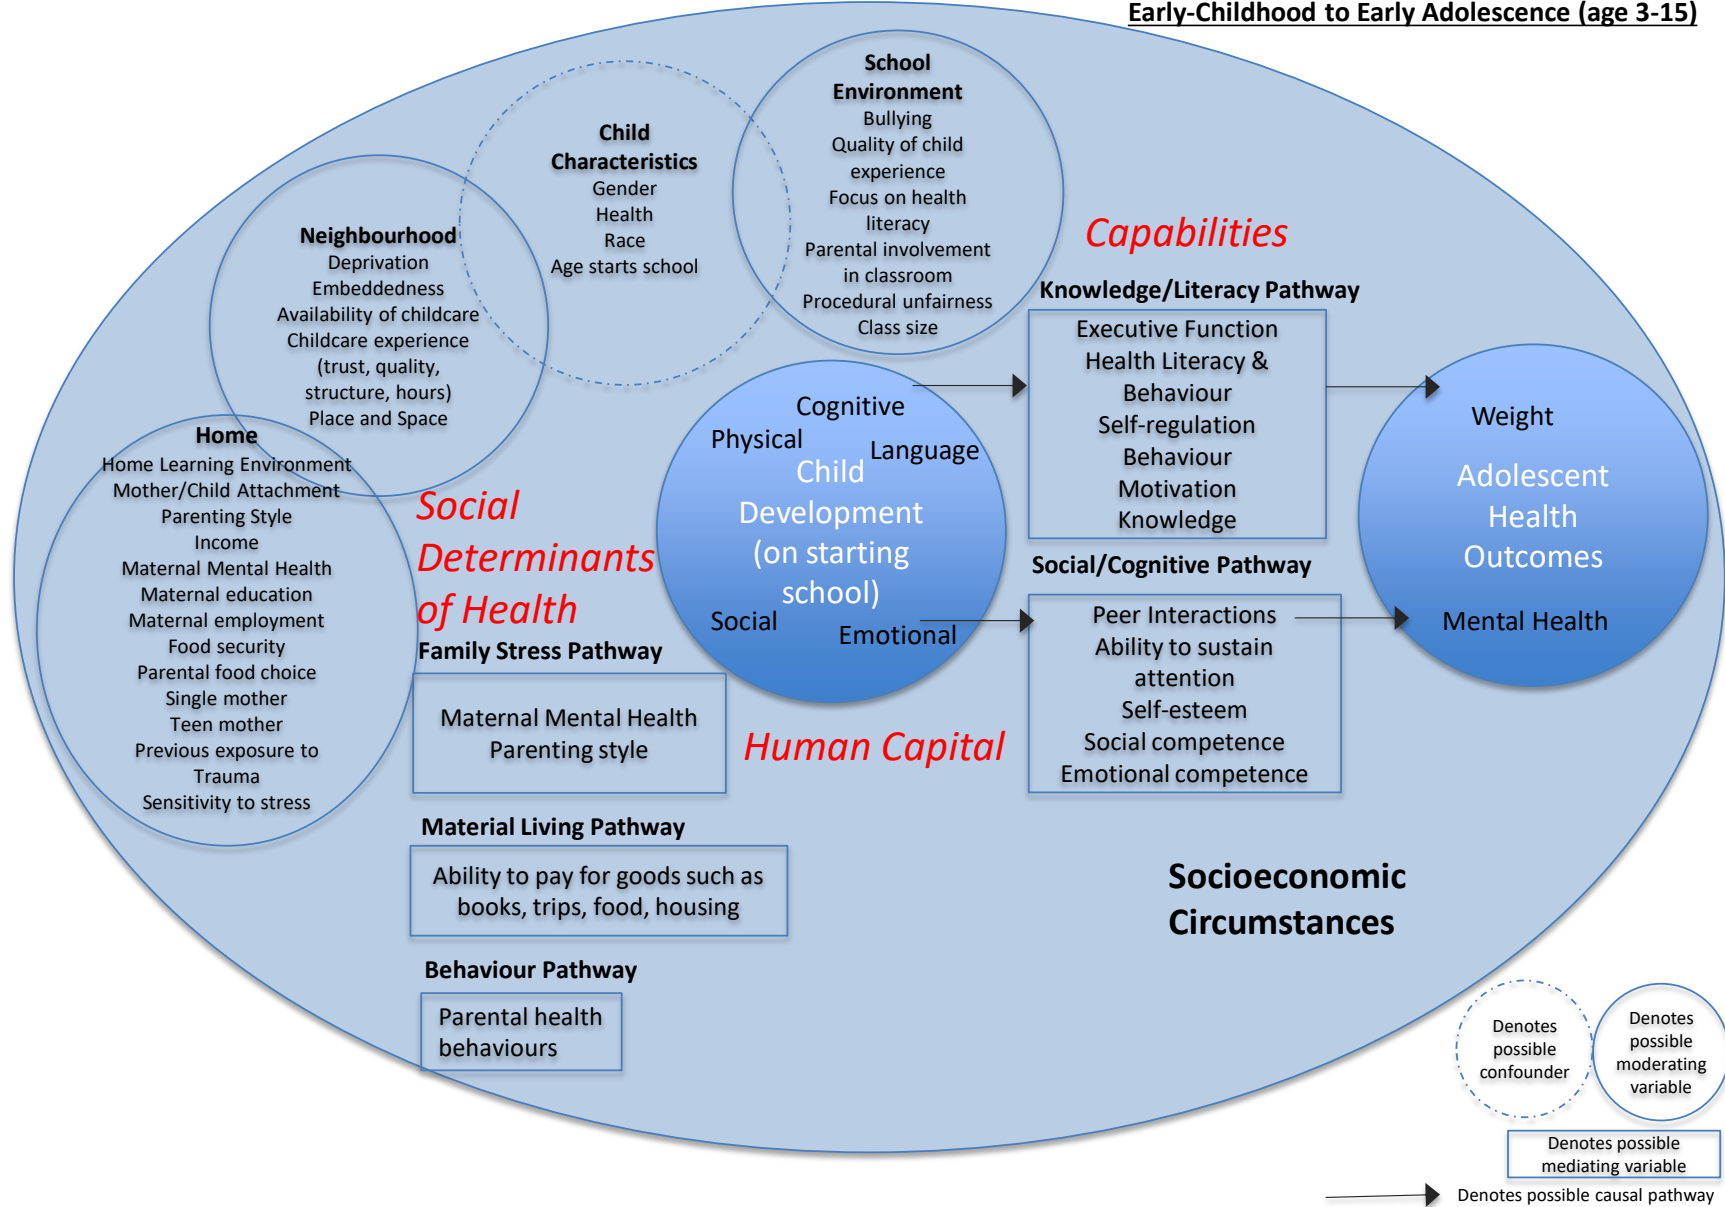 Early-Childhood to Early Adolescence (age 3-15)
School
Environment
Bullying
Quality of child
experience
Focus on health
literacy
Parental involvement
in classroom
Procedural unfairness
Class size
Child
Characteristics
Gender
Health
Race
Age starts school
Neighbourhood
Deprivation
Embeddedness
Availability of childcare
Childcare experience
(trust, quality,
structure, hours)
Place and Space
Home
Home Learning Environment
Mother/Child Attachment
Parenting Style
Income
Maternal Mental Health
Maternal education
Maternal employment
Food security
Parental food choice
Single mother
Teen mother
Previous exposure to
Trauma
Sensitivity to stress
Social
Determinants
of Health
Family Stress Pathway
Maternal Mental Health
Parenting style
Material Living Pathway
Ability to pay for goods such as
books, trips, food, housing
Behaviour Pathway
Parental health
behaviours
Cognitive
Physical
Language
Child
Development
(on starting
school)
Social
Emotional
Human Capital
Capabilities
Knowledge/Literacy Pathway
Executive Function
Health Literacy &
Behaviour
Self-regulation
Behaviour
Motivation
Knowledge
Social/Cognitive Pathway
Peer Interactions
Ability to sustain
attention
Self-esteem
Social competence
Emotional competence
Weight
Adolescent
Health
Outcomes
Mental Health
Socioeconomic
Circumstances
Denotes
possible
confounder
Denotes
possible
moderating
variable
Denotes possible
mediating variable
Denotes possible causal pathway